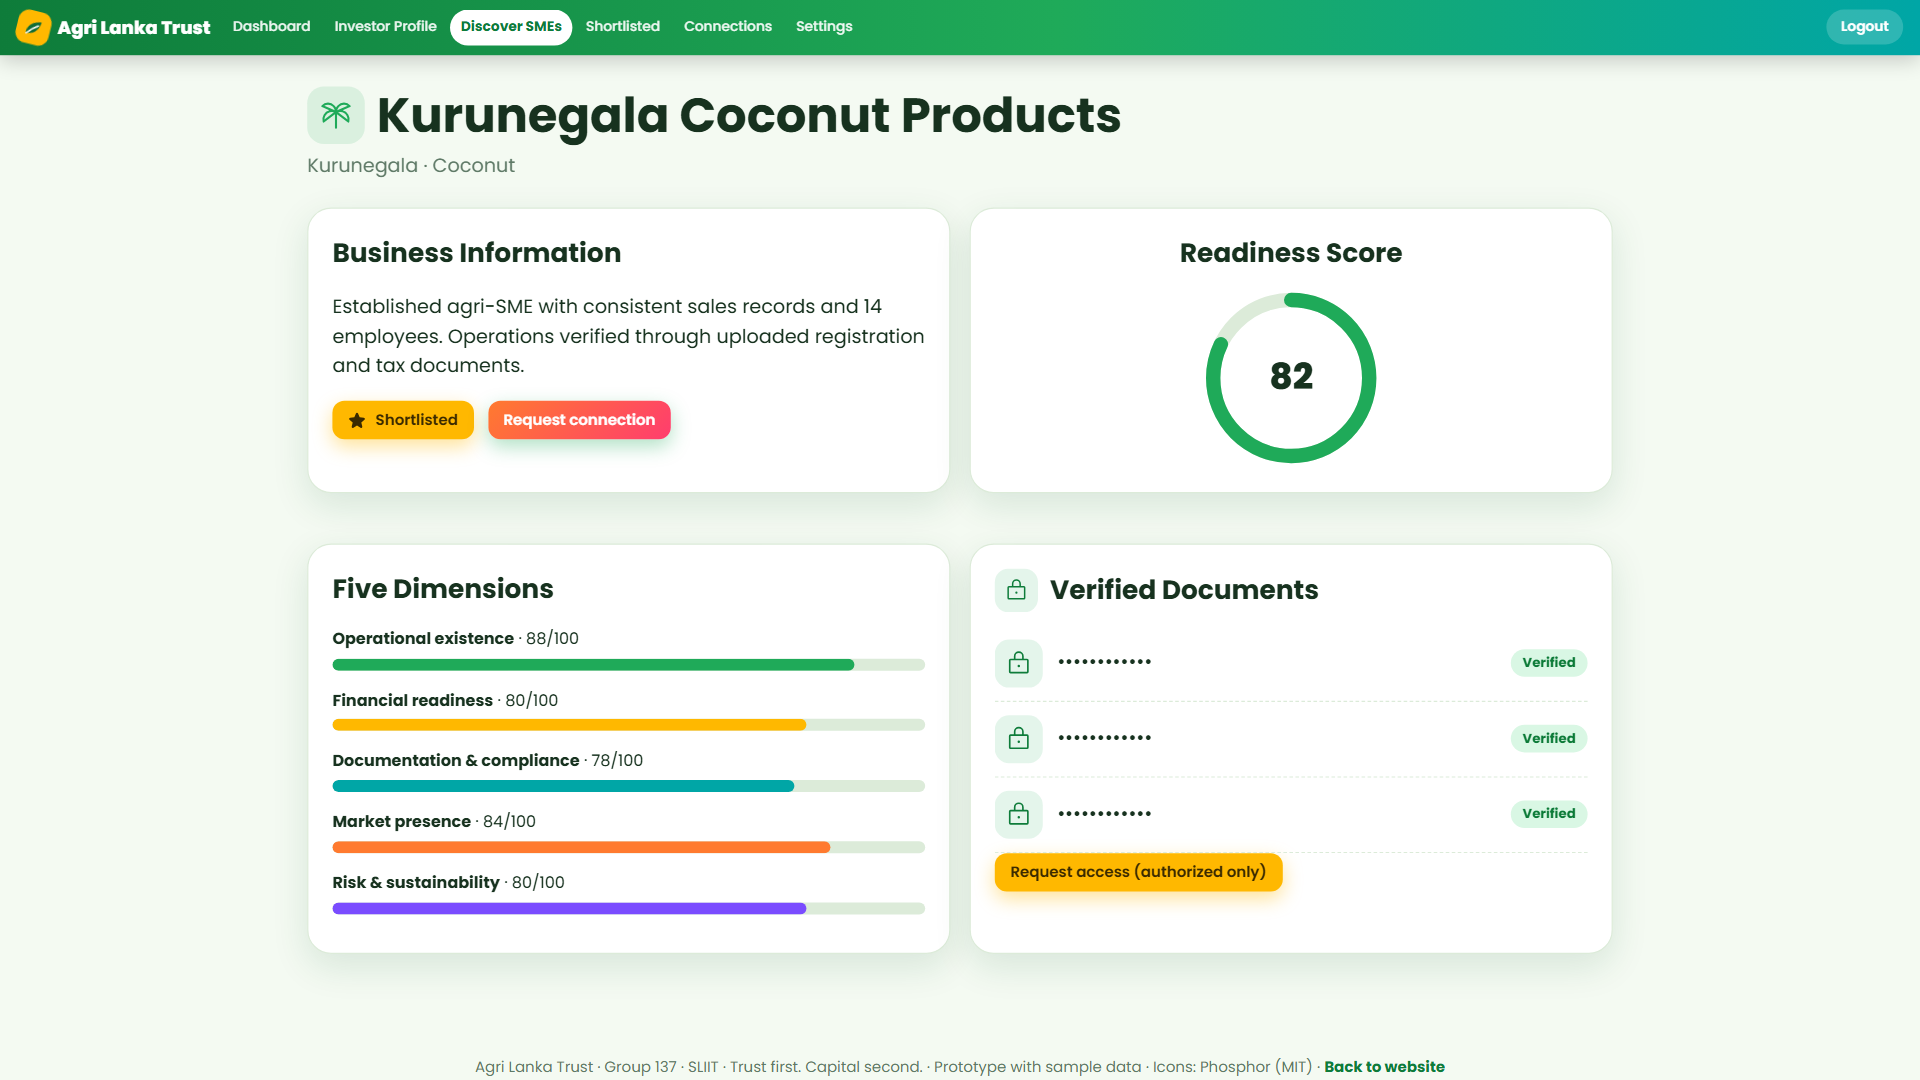 Agri Lanka Trust Dashboard Investor Profile Discover SMEs Shortlisted Connections Settings Logout
Kurunegala Coconut Products
Kurunegala · Coconut
Business Information
Established agri-SME with consistent sales records and 14
employees. Operations verified through uploaded registration
and tax documents.
Shortlisted Request connection
Readiness Score
82
Five Dimensions
Operational existence · 88/100
Financial readiness · 80/100
Documentation & compliance · 78/100
Market presence · 84/100
Risk & sustainability · 80/100
Verified Documents
•••••••••••• Verified
•••••••••••• Verified
•••••••••••• Verified
Request access (authorized only)
Agri Lanka Trust · Group 137 · SLIIT · Trust first. Capital second. · Prototype with sample data · Icons: Phosphor (MIT) · Back to website